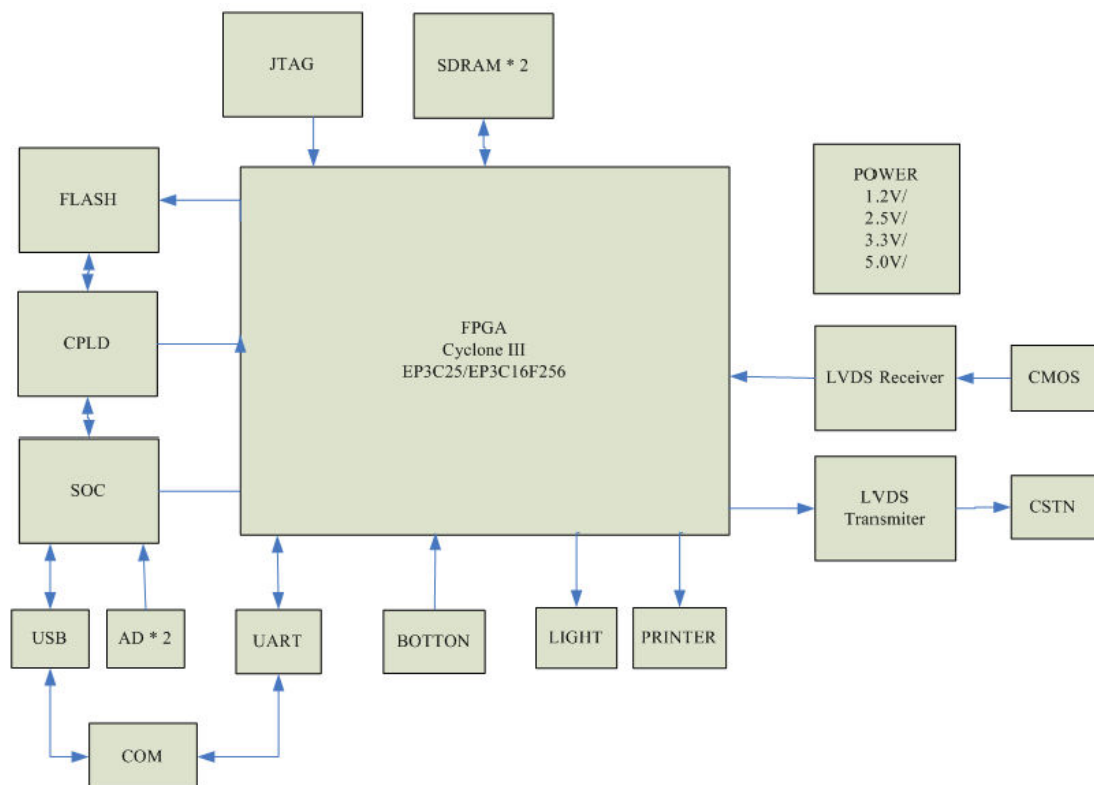 JTAG
SDRAM * 2
FLASH
POWER
1.2V/
2.5V/
3.3V/
5.0V/
CPLD
FPGA
Cyclone III
EP3C25/EP3C16F256
LVDS Receiver
CMOS
SOC
LVDS
Transmiter
CSTN
USB
AD * 2
UART
BOTTON
LIGHT
PRINTER
COM